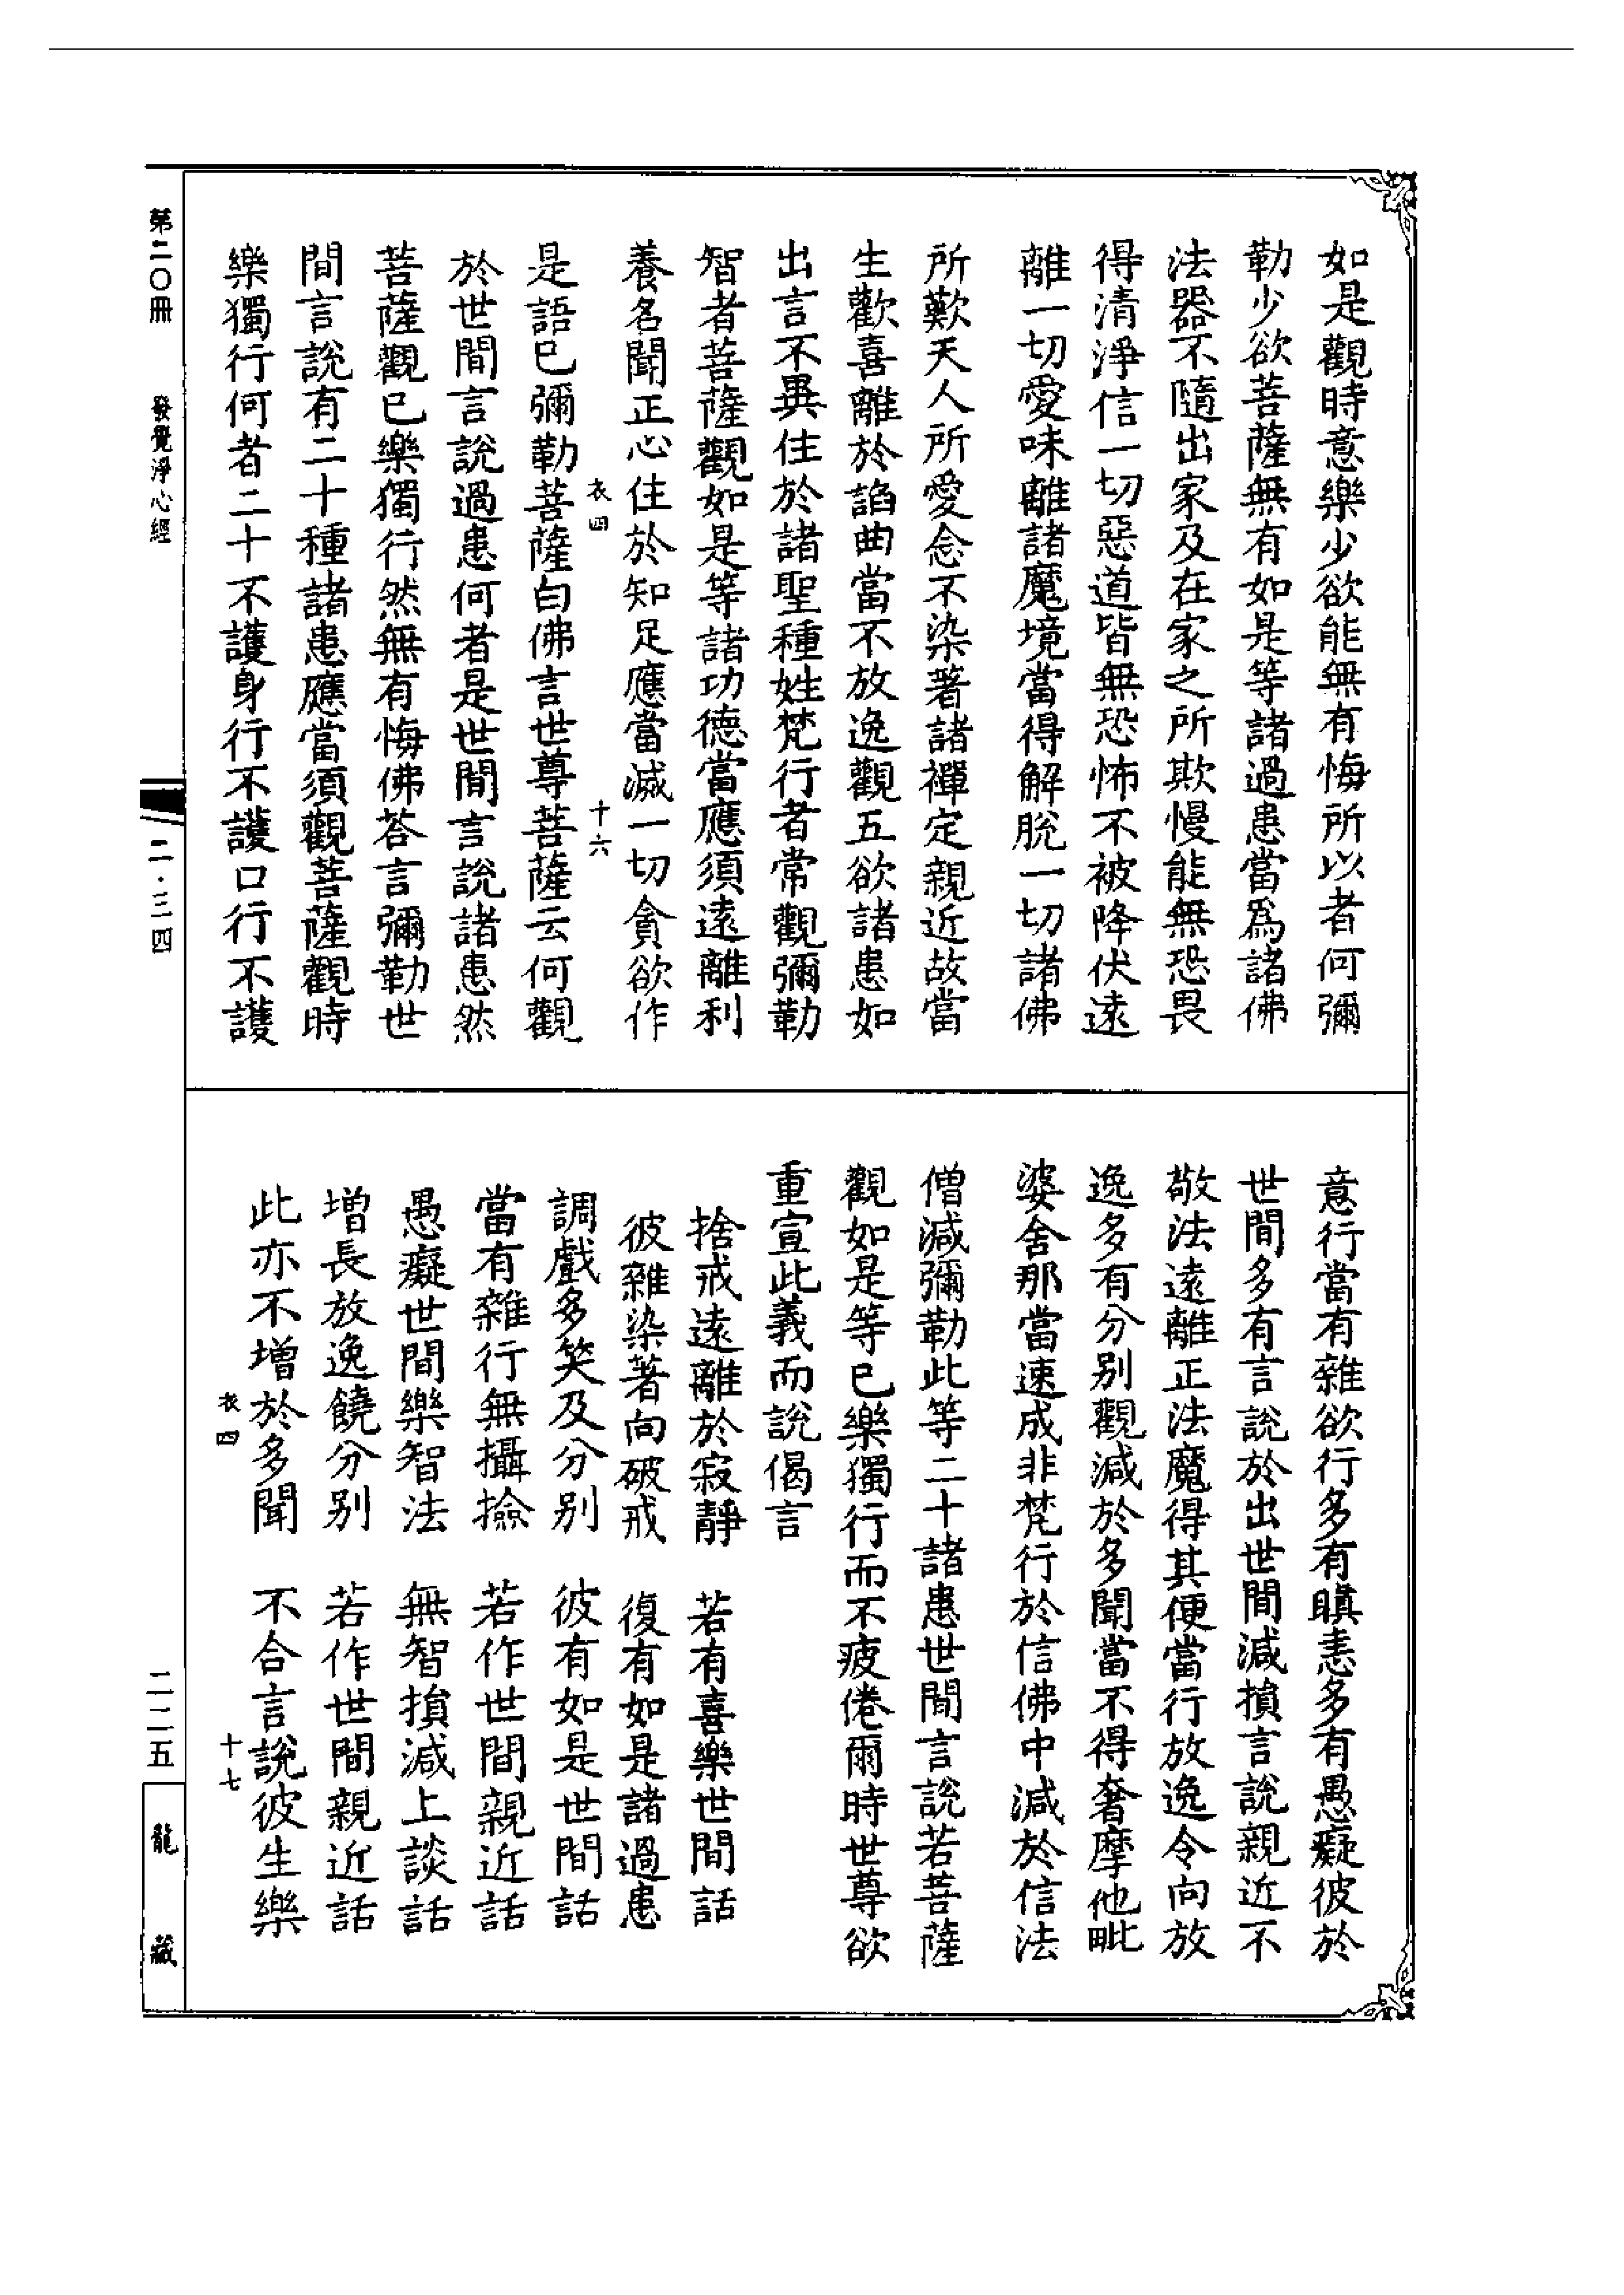 如是觀時意樂少欲能無有悔所以者何彌
勒少欲菩薩無有如是等諸過患當爲諸佛
法器不隨出家及在家之所欺慢能無恐畏
得清淨信一切惡道皆無恐怖不被降伏遠
離一切愛味離諸魔境當得解脫一切諸佛
所歎天人所愛念不染著諸禪定親近故當
生歡喜離於諂曲當不放逸觀五欲諸患如
出言不異住於諸聖種姓梵行者常觀彌勒
智者菩薩觀如是等諸功德當應須遠離利
養名聞正心住於知足應當滅一切貪欲作
衣四 十六
是語已彌勒菩薩白佛言世尊菩薩云何觀
於世間言說過患何者是世間言說諸患然
菩薩觀已樂獨行然無有悔佛荅言彌勒世
間言說有二十種諸患應當須觀菩薩觀時
樂獨行何者二十不護身行不護口行不護
意行當有雜欲行多有瞋恚多有愚癡彼於
世間多有言說於出世間減損言說親近不
敬法遠離正法魔得其便當行放逸令向放
逸多有分别觀減於多聞當不得奢摩他毗
婆舍那當速成非梵行於信佛中減於信法
僧減彌勒此等二十諸患世間言說若菩薩
觀如是等已樂獨行而不疲倦爾時世尊欲
重宣此義而說偈言
捨戒遠離於寂靜 若有喜樂世間話
彼雜染著向破戒 復有如是諸過患
調戲多笑及分别 彼有如是世間話
當有雜行無攝撿 若作世間親近話
愚癡世間樂智法 無智損減上談話
增長放逸饒分别 若作世間親近話
此亦不增於多聞 不合言說彼生樂
衣四 十七
第二〇冊 發覺淨心經 二·三四
二二五 龍藏